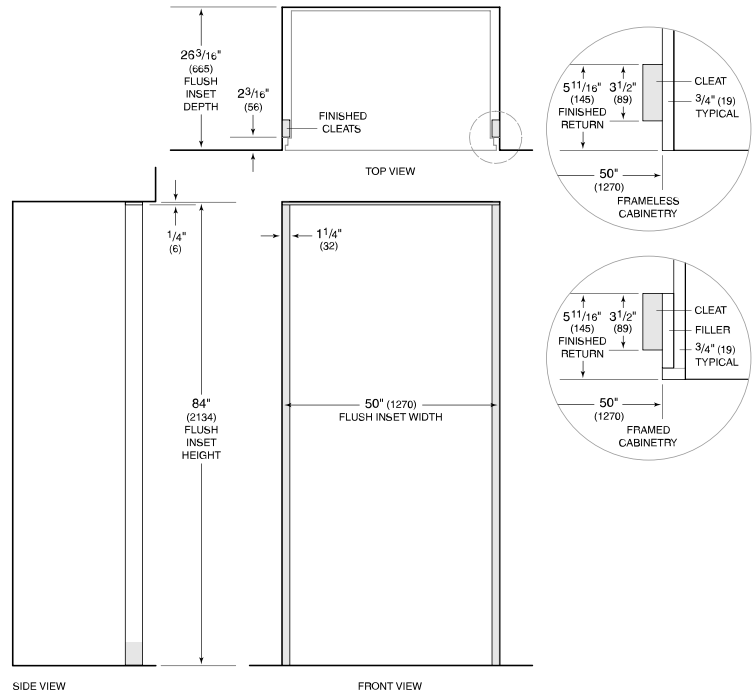 26 3/16"
(665)
FLUSH
INSET
DEPTH
2 3/16"
(56)
FINISHED
CLEATS
TOP VIEW
5 11/16"
(145)
FINISHED
RETURN
3 1/2"
(89)
CLEAT
3/4" (19)
TYPICAL
50"
(1270)
FRAMELESS
CABINETRY
1/4"
(6)
1 1/4"
(32)
5 11/16"
(145)
FINISHED
RETURN
3 1/2"
(89)
CLEAT
FILLER
3/4" (19)
TYPICAL
50"
(1270)
FRAMED
CABINETRY
84"
(2134)
FLUSH
INSET
HEIGHT
50" (1270)
FLUSH INSET WIDTH
SIDE VIEW
FRONT VIEW